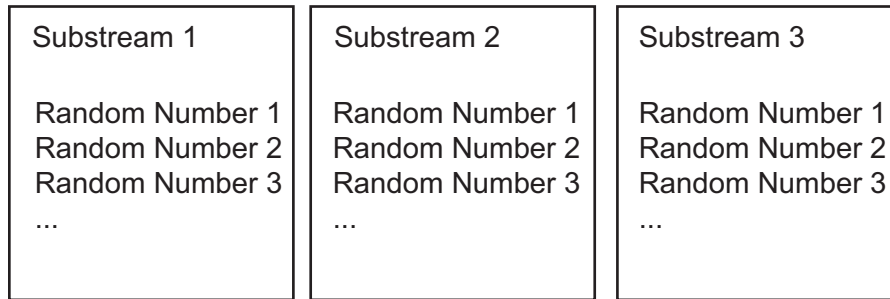 Substream 1
Random Number 1
Random Number 2
Random Number 3
...
Substream 2
Random Number 1
Random Number 2
Random Number 3
...
Substream 3
Random Number 1
Random Number 2
Random Number 3
...